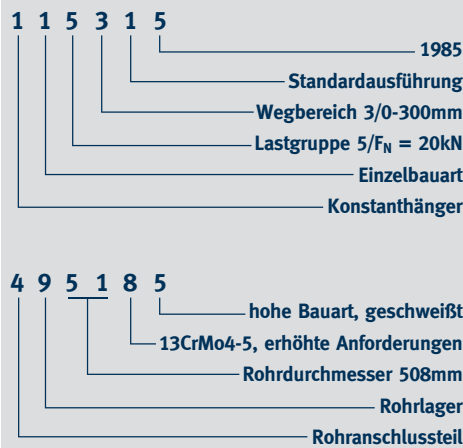 1 1 5 3 1 5
1985
Standardausführung
Wegbereich 3/0-300mm
Lastgruppe 5/FN = 20kN
Einzelbauart
Konstanthänger
4 9 5 1 8 5
hohe Bauart, geschweißt
13CrMo4-5, erhöhte Anforderungen
Rohrdurchmesser 508mm
Rohrlager
Rohranschlussteil